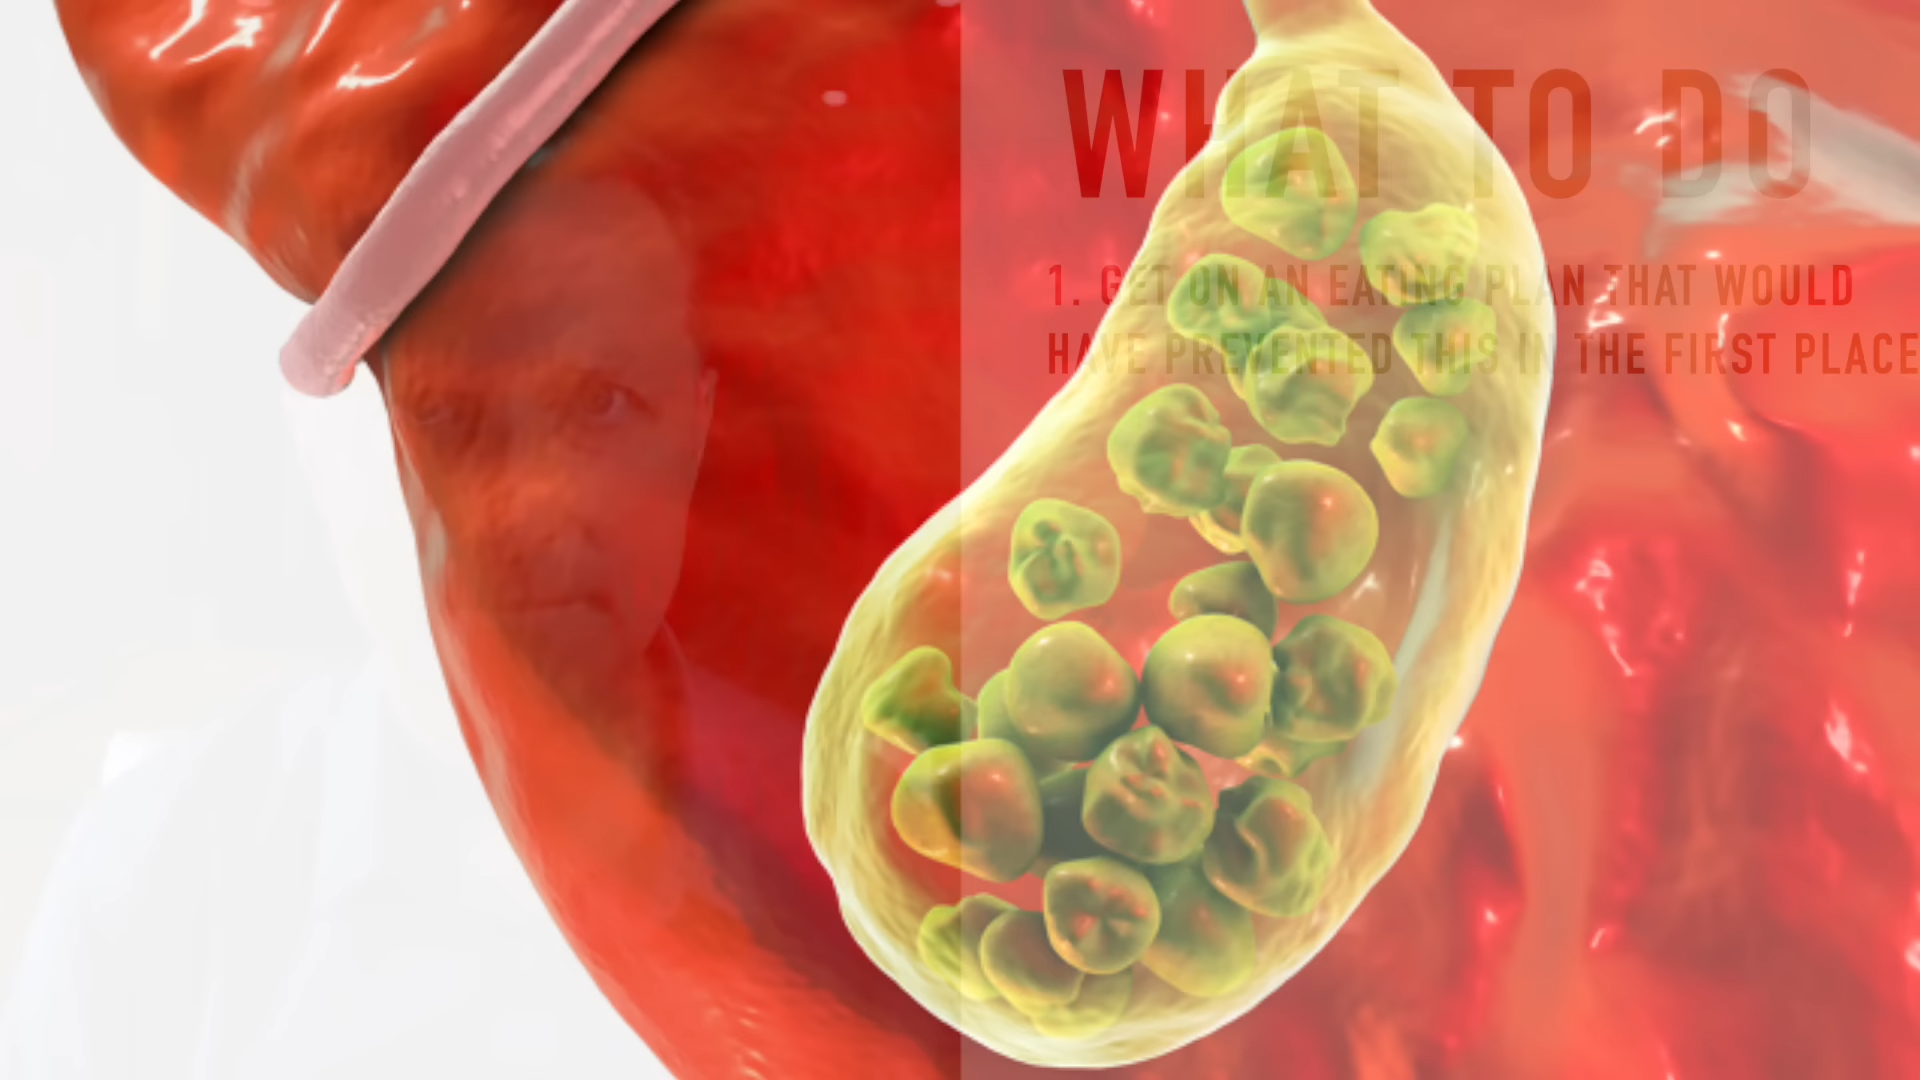 WHAT TO DO
1. GET ON AN EATING PLAN THAT WOULD
HAVE PREVENTED THIS IN THE FIRST PLACE